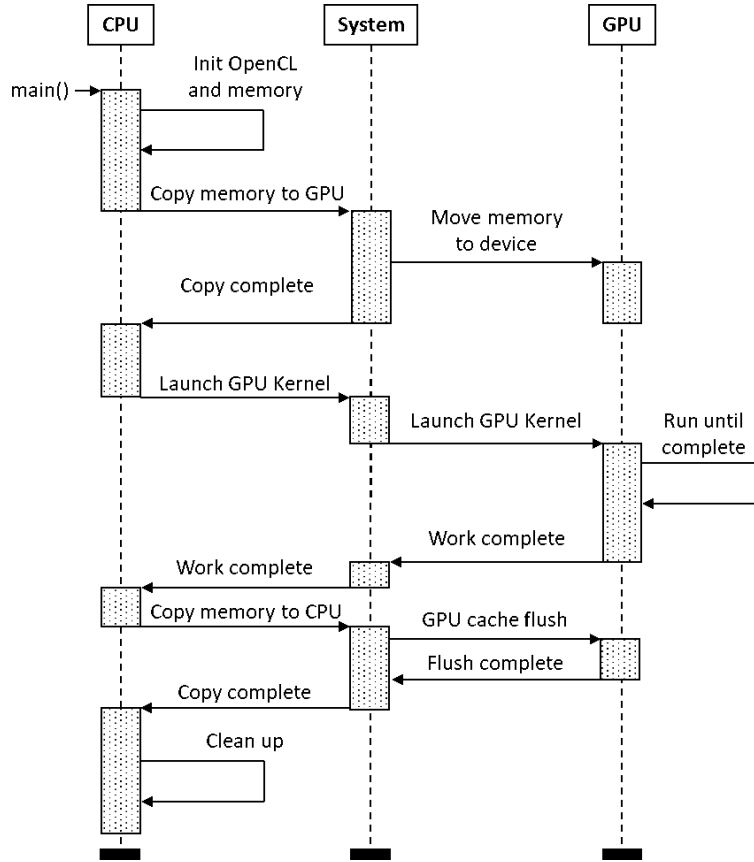 CPU
System
GPU
Init OpenCL
and memory
main()
Copy memory to GPU
Move memory
to device
Copy complete
Launch GPU Kernel
Launch GPU Kernel
Run until
complete
Work complete
Work complete
Copy memory to CPU
GPU cache flush
Flush complete
Copy complete
Clean up